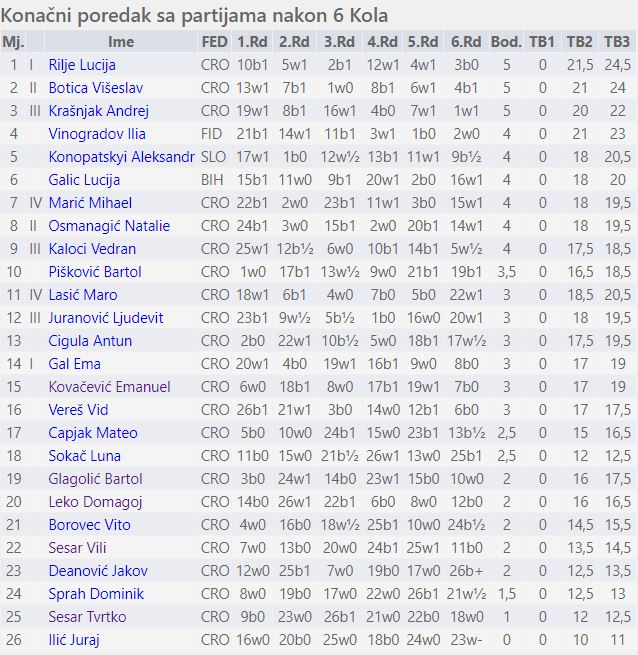 Konačni poredak sa partijama nakon 6 Kola
Mj. Ime FED 1.Rd 2.Rd 3.Rd 4.Rd 5.Rd 6.Rd Bod. TB1 TB2 TB3
1 I Rilje Lucija CRO 10b1 5w1 2b1 12w1 4w1 3b0 5 0 21,5 24,5
2 II Botica Višeslav CRO 13w1 7b1 1w0 8b1 6w1 4b1 5 0 21 24
3 III Krašnjak Andrej CRO 19w1 8b1 16w1 4b0 7w1 1w1 5 0 20 22
4 Vinogradov Ilia FID 21b1 14w1 11b1 3w1 1b0 2w0 4 0 21 23
5 Konopatskyi Aleksandr SLO 17w1 1b0 12w½ 13b1 11w1 9b½ 4 0 18 20,5
6 Galic Lucija BIH 15b1 11w0 9b1 20w1 2b0 16w1 4 0 18 20
7 IV Marić Mihael CRO 22b1 2w0 23b1 11w1 3b0 15w1 4 0 18 19,5
8 II Osmanagić Natalie CRO 24b1 3w0 15b1 2w0 20b1 14w1 4 0 18 19,5
9 III Kaloci Vedran CRO 25w1 12b½ 6w0 10b1 14b1 5w½ 4 0 17,5 18,5
10 Pišković Bartol CRO 1w0 17b1 13w½ 9w0 21b1 19b1 3,5 0 16,5 18,5
11 IV Lasić Maro CRO 18w1 6b1 4w0 7b0 5b0 22w1 3 0 18,5 20,5
12 III Juranović Ljudevit CRO 23b1 9w½ 5b½ 1b0 16w0 20w1 3 0 18 19,5
13 Cigula Antun CRO 2b0 22w1 10b½ 5w0 18b1 17w½ 3 0 17,5 19,5
14 I Gal Ema CRO 20w1 4b0 19w1 16b1 9w0 8b0 3 0 17 19
15 Kovačević Emanuel CRO 6w0 18b1 8w0 17b1 19w1 7b0 3 0 17 19
16 Vereš Vid CRO 26b1 21w1 3b0 14w0 12b1 6b0 3 0 17 17,5
17 Capjak Mateo CRO 5b0 10w0 24b1 15w0 23b1 13b½ 2,5 0 15 16,5
18 Sokač Luna CRO 11b0 15w0 21b½ 26w1 13w0 25b1 2,5 0 12 12,5
19 Glagolić Bartol CRO 3b0 24w1 14b0 23w1 15b0 10w0 2 0 16 17,5
20 Leko Domagoj CRO 14b0 26w1 22b1 6b0 8w0 12b0 2 0 16 16,5
21 Borovec Vito CRO 4w0 16b0 18w½ 25b1 10w0 24b½ 2 0 14,5 15,5
22 Sesar Vili CRO 7w0 13b0 20w0 24b1 25w1 11b0 2 0 13,5 14,5
23 Deanović Jakov CRO 12w0 25b1 7w0 19b0 17w0 26b+ 2 0 12,5 13,5
24 Sprah Dominik CRO 8w0 19b0 17w0 22w0 26b1 21w½ 1,5 0 12,5 13
25 Sesar Tvrtko CRO 9b0 23w0 26b1 21w0 22b0 18w0 1 0 12 12,5
26 Ilić Juraj CRO 16w0 20b0 25w0 18b0 24w0 23w- 0 0 10 11